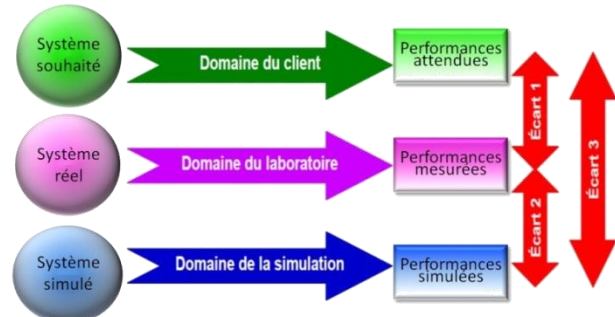 Système
souhaité
Domaine du client
Performances
attendues
Écart 1
Écart 3
Système
réel
Domaine du laboratoire
Performances
mesurées
Écart 2
Système
simulé
Domaine de la simulation
Performances
simulées